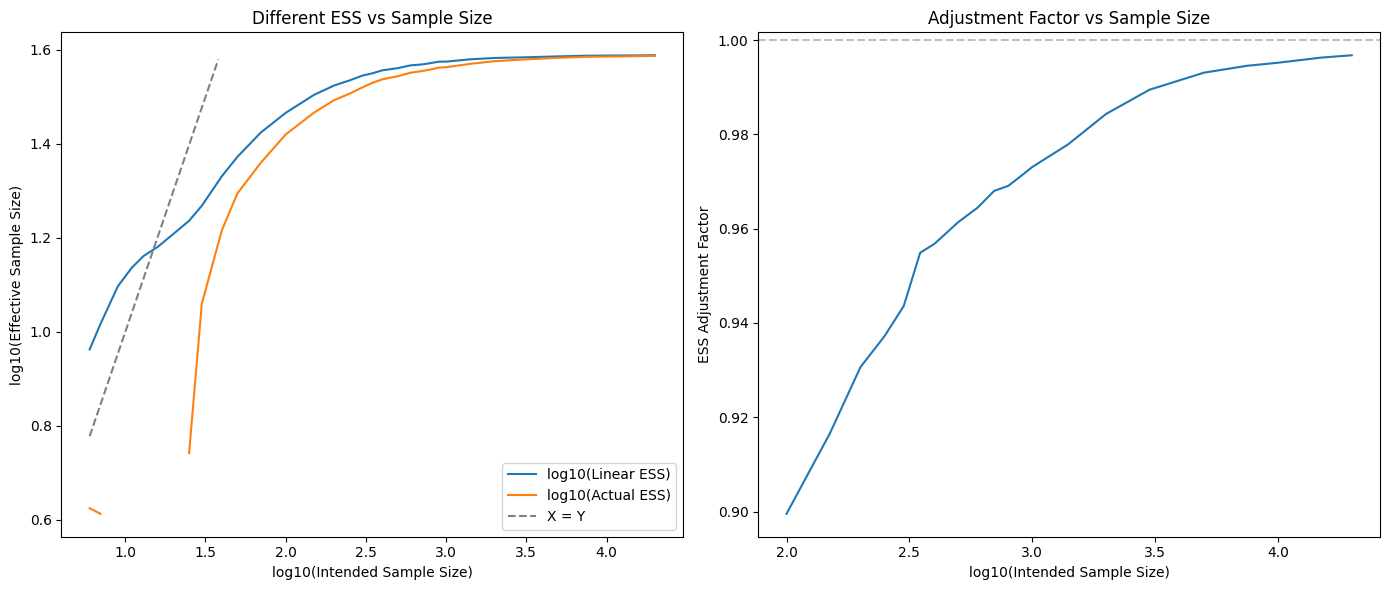 Different ESS vs Sample Size
log10(Effective Sample Size)
1.6
1.4
1.2
1.0
0.8
0.6
1.0
1.5
2.0
2.5
3.0
3.5
4.0
log10(Intended Sample Size)
log10(Linear ESS)
log10(Actual ESS)
X = Y
Adjustment Factor vs Sample Size
ESS Adjustment Factor
1.00
0.98
0.96
0.94
0.92
0.90
2.0
2.5
3.0
3.5
4.0
log10(Intended Sample Size)